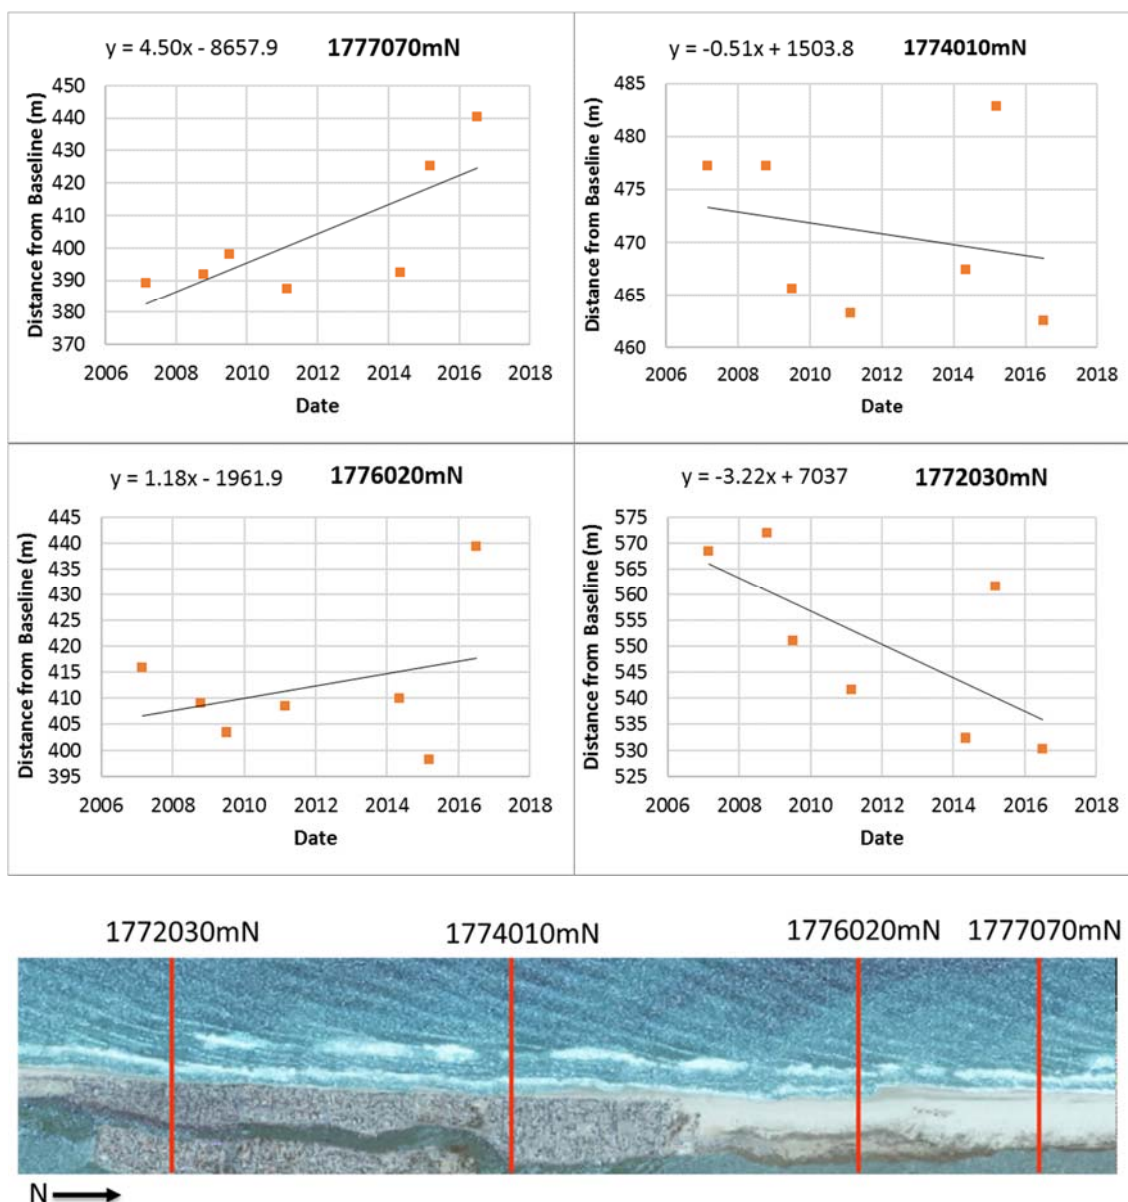 y = 4.50x - 8657.9 1777070mN
Distance from Baseline (m)
450
440
430
420
410
400
390
380
370
2006 2008 2010 2012 2014 2016 2018
Date
y = -0.51x + 1503.8 1774010mN
Distance from Baseline (m)
485
480
475
470
465
460
2006 2008 2010 2012 2014 2016 2018
Date
y = 1.18x - 1961.9 1776020mN
Distance from Baseline (m)
445
440
435
430
425
420
415
410
405
400
395
2006 2008 2010 2012 2014 2016 2018
Date
y = -3.22x + 7037 1772030mN
Distance from Baseline (m)
575
570
565
560
555
550
545
540
535
530
525
2006 2008 2010 2012 2014 2016 2018
Date
1772030mN 1774010mN 1776020mN 1777070mN
N